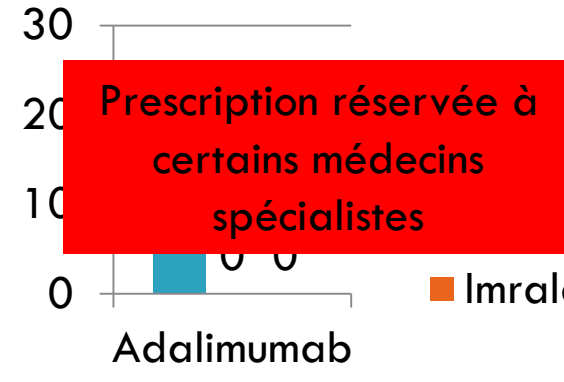 30
20
Prescription réservée à
certains médecins
spécialistes
10
0 0
0
Adalimumab